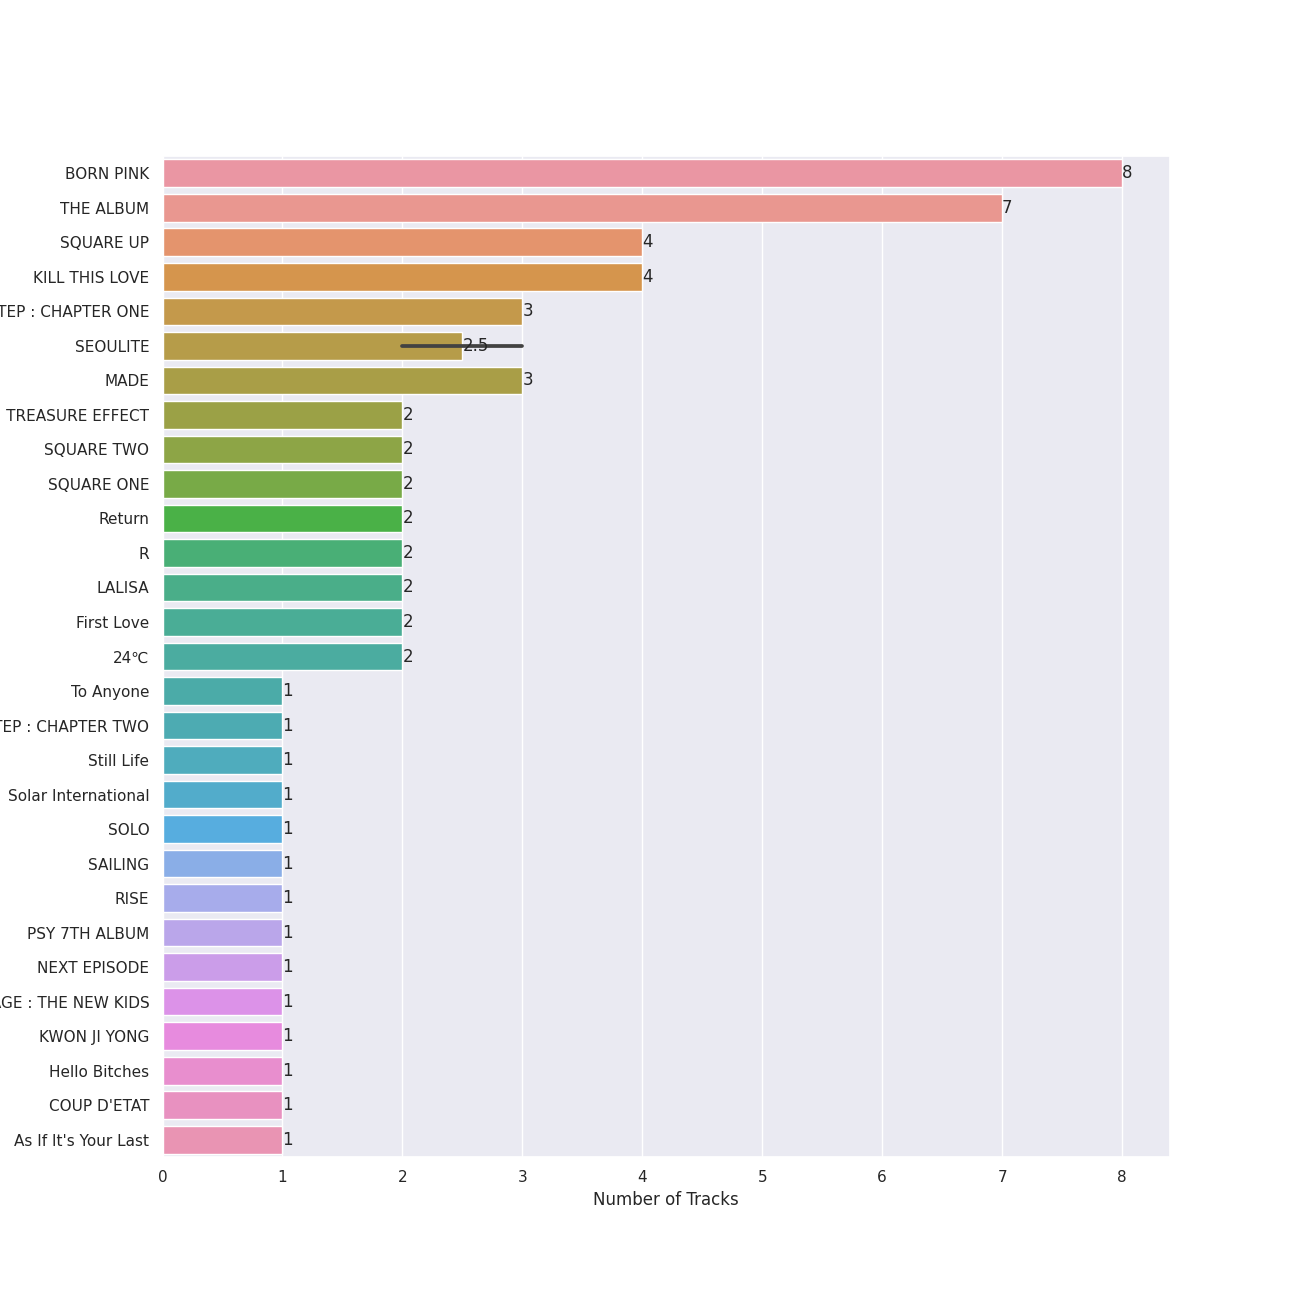 BORN PINK 8
THE ALBUM 7
SQUARE UP 4
KILL THIS LOVE 4
TEP : CHAPTER ONE 3
SEOULITE 2.5
MADE 3
TREASURE EFFECT 2
SQUARE TWO 2
SQUARE ONE 2
Return 2
R 2
LALISA 2
First Love 2
24℃ 2
To Anyone 1
TEP : CHAPTER TWO 1
Still Life 1
Solar International 1
SOLO 1
SAILING 1
RISE 1
PSY 7TH ALBUM 1
NEXT EPISODE 1
AGE : THE NEW KIDS 1
KWON JI YONG 1
Hello Bitches 1
COUP D'ETAT 1
As If It's Your Last 1
0 1 2 3 4 5 6 7 8
Number of Tracks